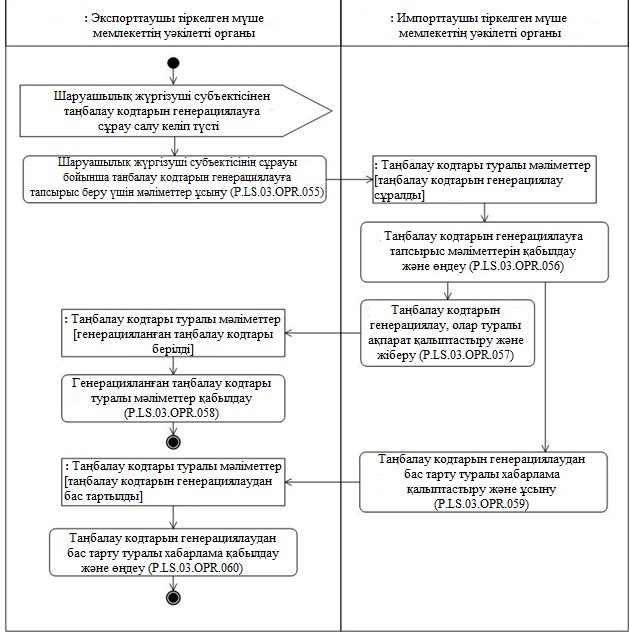 : Экспорттаушы тіркелген мүше
мемлекеттің уәкілетті органы
: Импорттаушы тіркелген мүше
мемлекеттің уәкілетті органы
Шаруашылық жүргізуші субъектісінен
таңбалау кодтарын генерациялауға
сұрау салу келіп түсті
Шаруашылық жүргізуші субъектісінің сұрауы
бойынша таңбалау кодтарын генерациялауға
тапсырыс беру үшін мәліметтер ұсыну (P.LS.03.OPR.055)
: Таңбалау кодтары туралы мәліметтер
[таңбалау кодтарын генерациялау
сұралды]
Таңбалау кодтарын генерациялауға
тапсырыс мәліметтерін қабылдау
және өңдеу (P.LS.03.OPR.056)
Таңбалау кодтарын
генерациялау, олар туралы
ақпарат қалыптастыру және
жіберу (P.LS.03.OPR.057)
: Таңбалау кодтары туралы мәліметтер
[генерацияланған таңбалау кодтары
берілді]
Генерацияланған таңбалау кодтары
туралы мәліметтер қабылдау
(P.LS.03.OPR.058)
Таңбалау кодтарын генерациялаудан
бас тарту туралы хабарлама
қалыптастыру және ұсыну
(P.LS.03.OPR.059)
: Таңбалау кодтары туралы мәліметтер
[таңбалау кодтарын генерациялаудан
бас тартылды]
Таңбалау кодтарын генерациялаудан
бас тарту туралы хабарлама қабылдау
және өңдеу (P.LS.03.OPR.060)